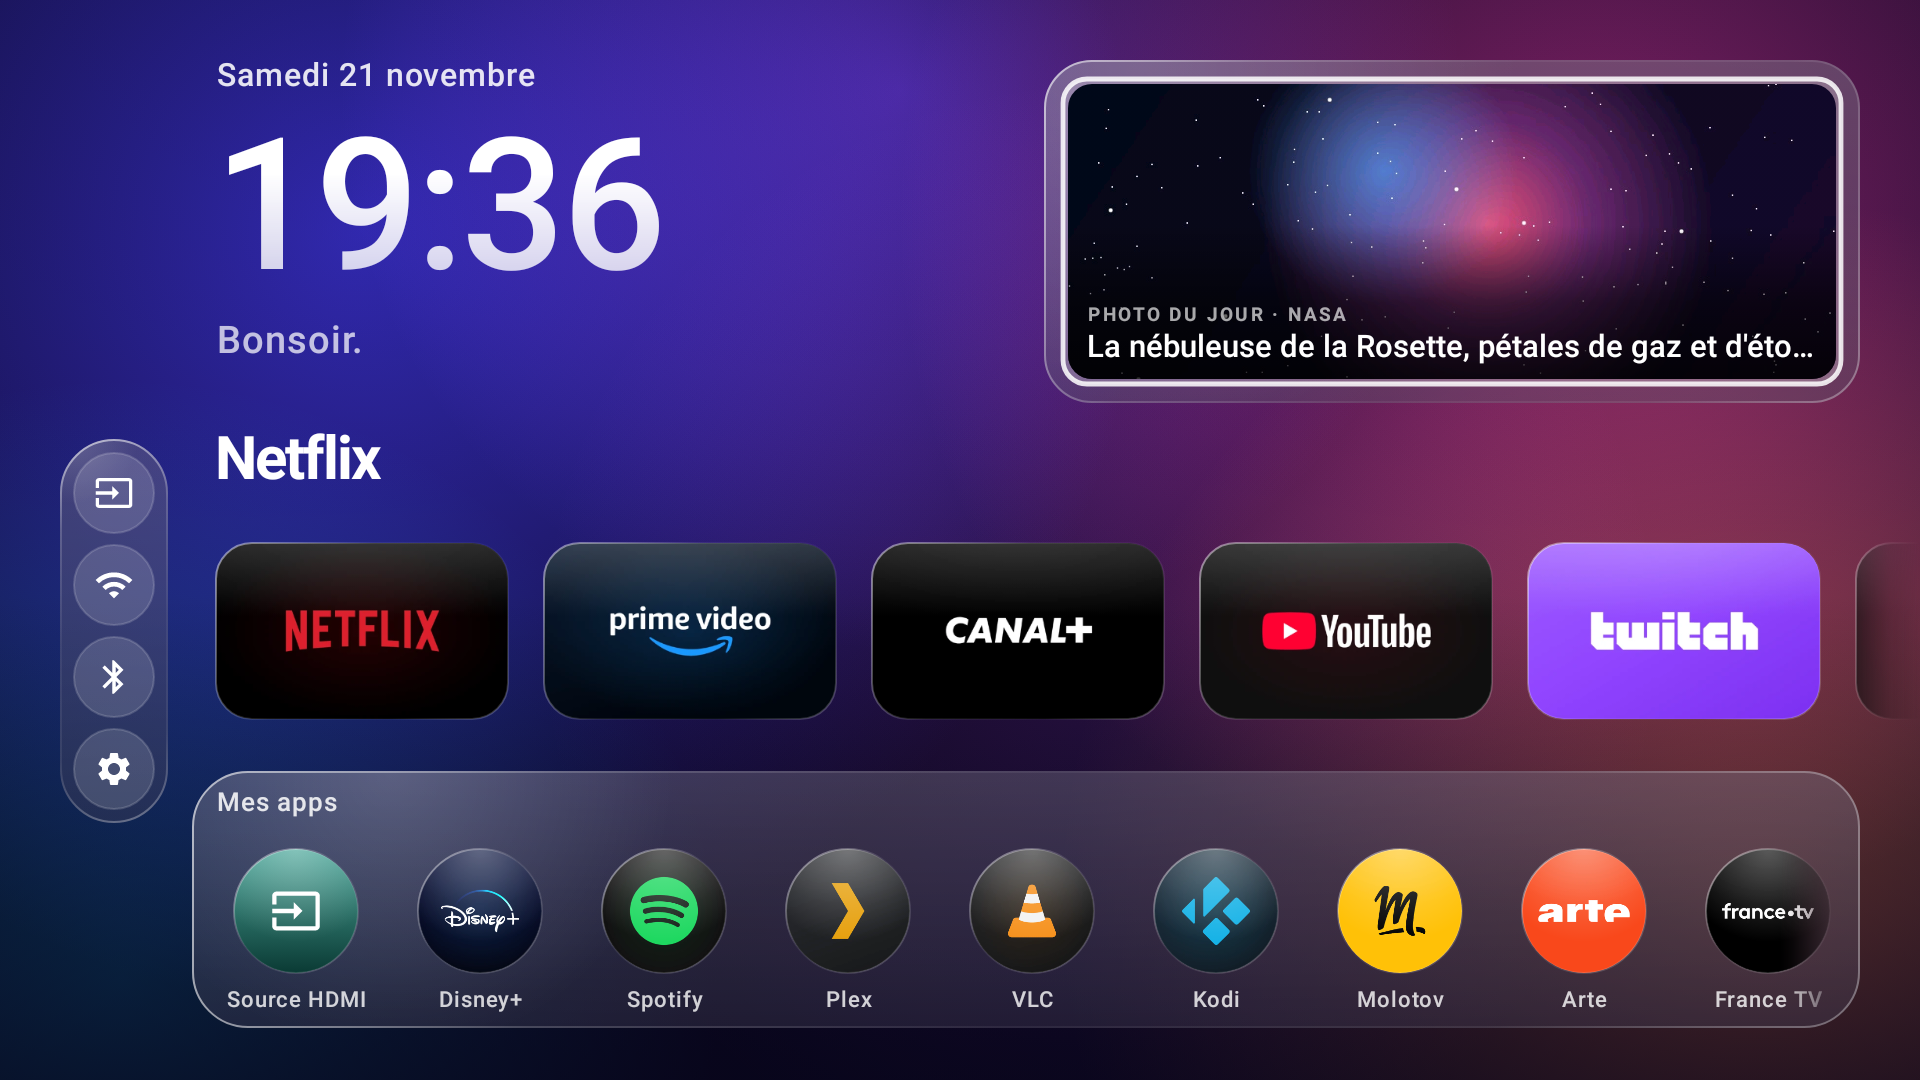 Samedi 21 novembre
19:36
Bonsoir.
PHOTO DU JOUR · NASA
La nébuleuse de la Rosette, pétales de gaz et d'éto...
Netflix
NETFLIX
prime video
CANAL+
YouTube
twitch
Mes apps
Disney+
M.
arte
france•tv
Source HDMI
Disney+
Spotify
Plex
VLC
Kodi
Molotov
Arte
France TV